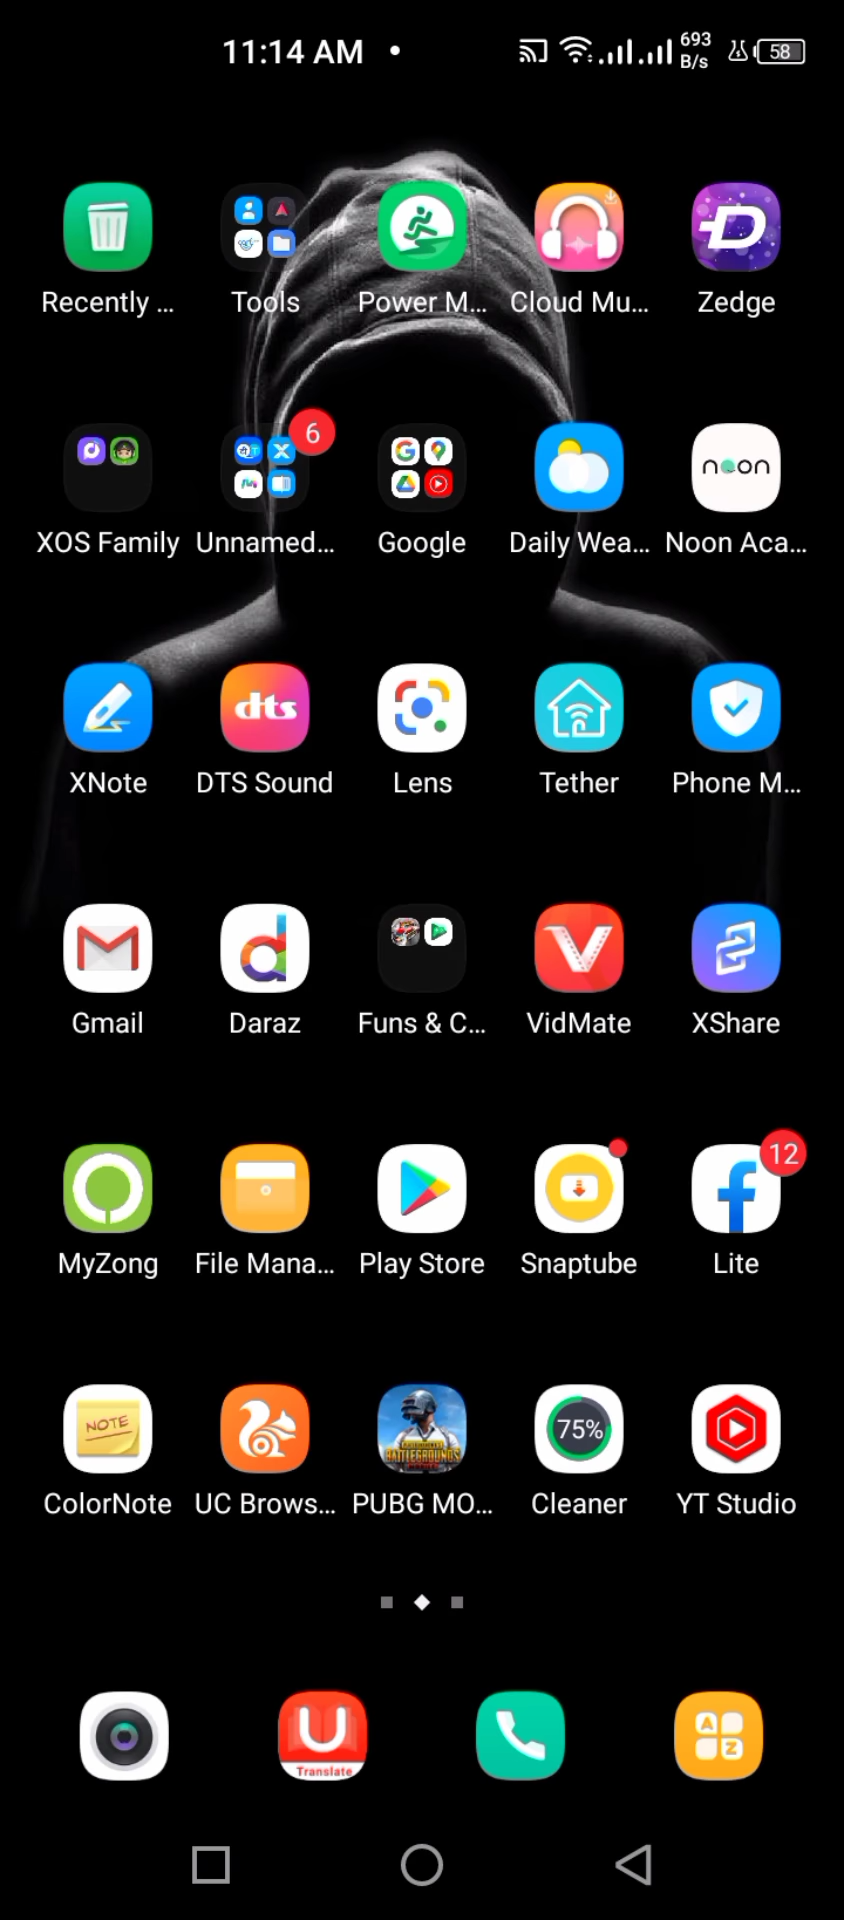 11:14 AM
693
B/s
58
Recently ...
Tools
Power M...
Cloud Mu...
Zedge
6
noon
XOS Family
Unnamed...
Google
Daily Wea...
Noon Aca...
dts
XNote
DTS Sound
Lens
Tether
Phone M...
Gmail
Daraz
Funs & C...
VidMate
XShare
12
MyZong
File Mana...
Play Store
Snaptube
Lite
NOTE
BATTLEGROUNDS
75%
ColorNote
UC Brows...
PUBG MO...
Cleaner
YT Studio
U
Translate
A
Z